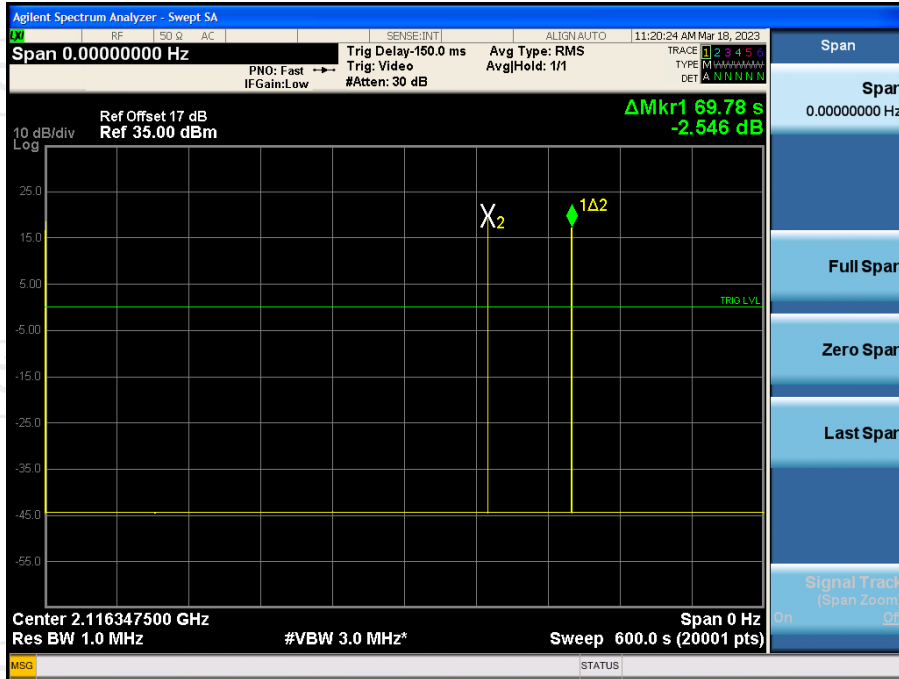 Agilent Spectrum Analyzer - Swept SA
LXI RF 50 Ω AC SENSE:INT ALIGN AUTO 11:20:24 AM Mar 18, 2023
Span 0.00000000 Hz
PNO: Fast
IFGain:Low
Trig Delay-150.0 ms
Trig: Video
#Atten: 30 dB
Avg Type: RMS
Avg|Hold: 1/1
TRACE 1 2 3 4 5 6
TYPE M WWWWW
DET A N N N N N
Ref Offset 17 dB
Ref 35.00 dBm
ΔMkr1 69.78 s
-2.546 dB
10 dB/div
Log
25.0
15.0
5.00
-5.00
-15.0
-25.0
-35.0
-45.0
-55.0
X2
1Δ2
TRIG LVL
Center 2.116347500 GHz
Span 0 Hz
Res BW 1.0 MHz
#VBW 3.0 MHz*
Sweep 600.0 s (20001 pts)
MSG
STATUS
Span
Span
0.00000000 Hz
Full Span
Zero Span
Last Span
Signal Track
(Span Zoom)
On Off